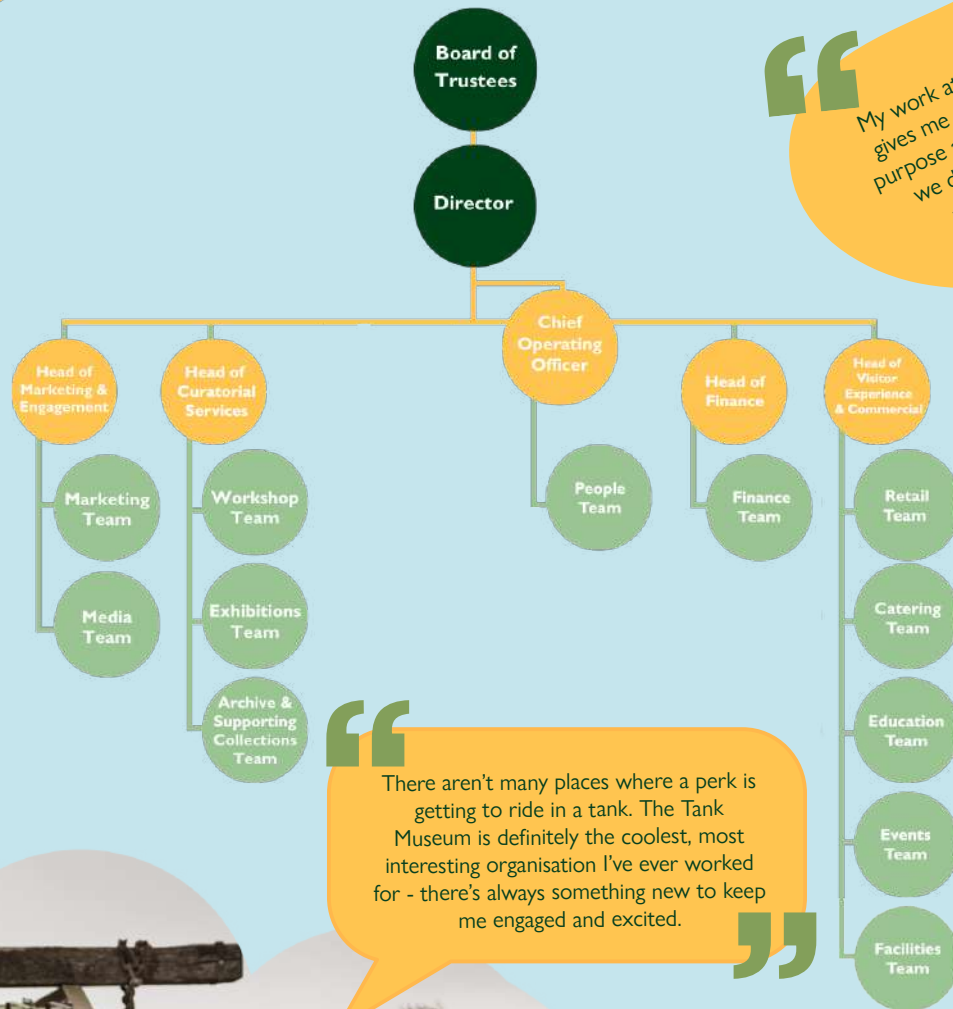 Board of
Trustees
My work at
gives me
purpose
we
Director
Chief
Operating
Officer
Head of
Marketing &
Engagement
Head of
Curatorial
Services
Head of
Finance
Head of
Visitor
Experience
& Commercial
Marketing
Team
Workshop
Team
People
Team
Finance
Team
Retail
Team
Media
Team
Exhibitions
Team
Catering
Team
Archive &
Supporting
Collections
Team
Education
Team
There aren't many places where a perk is
getting to ride in a tank. The Tank
Museum is definitely the coolest, most
interesting organisation I've ever worked
for - there's always something new to keep
me engaged and excited.
Events
Team
Facilities
Team